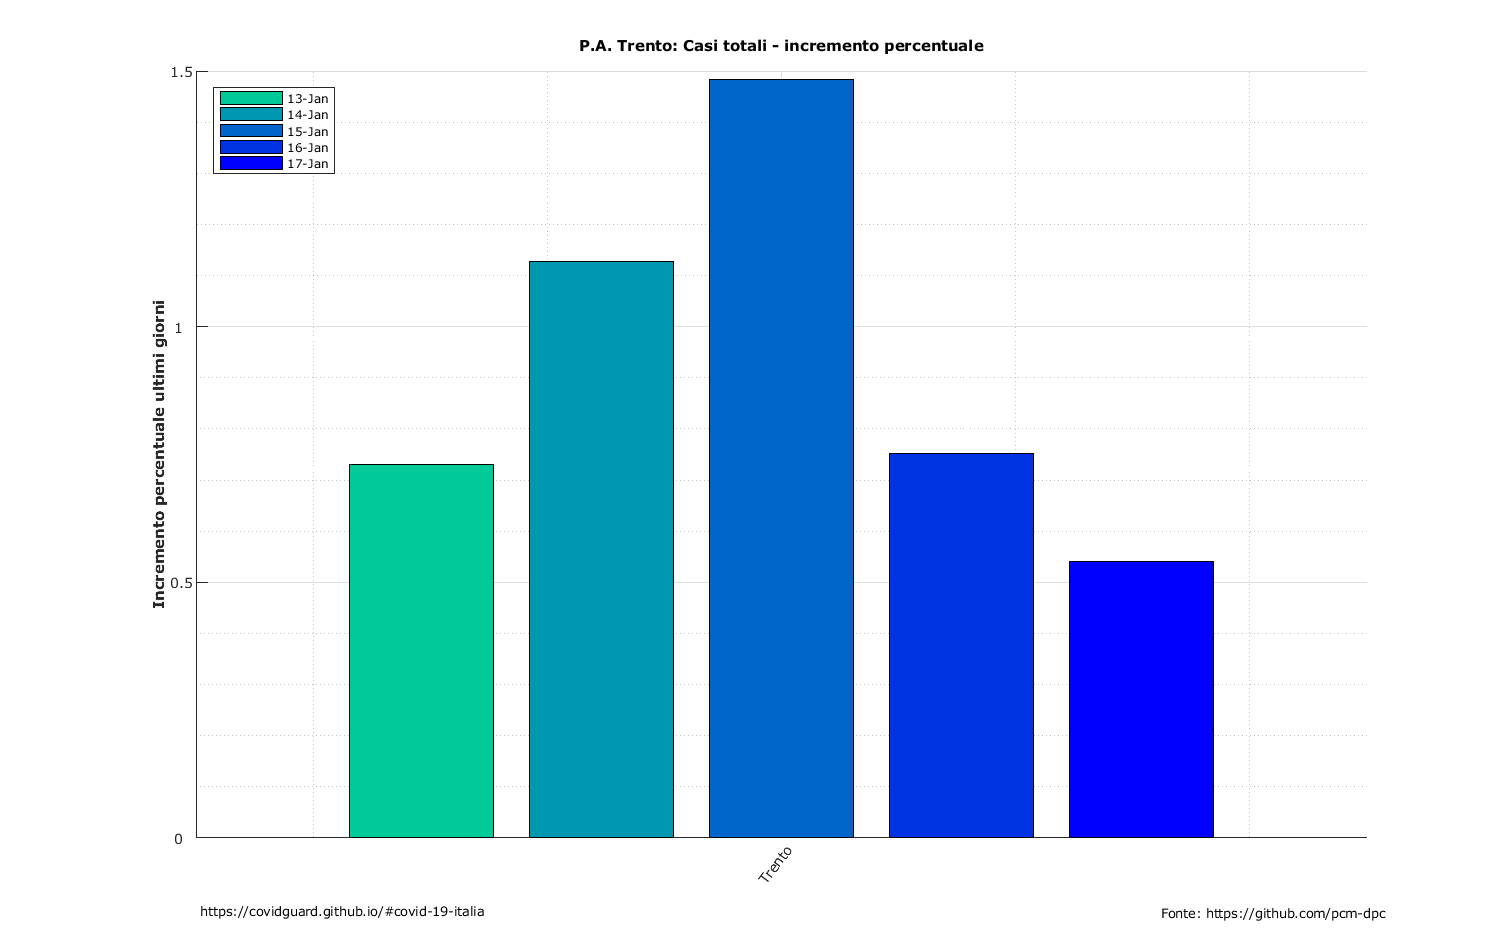 P.A. Trento: Casi totali - incremento percentuale
1.5
13-Jan
14-Jan
15-Jan
16-Jan
17-Jan
Incremento percentuale ultimi giorni
1
0.5
0
Trento
https://covidguard.github.io/#covid-19-italia
Fonte: https://github.com/pcm-dpc